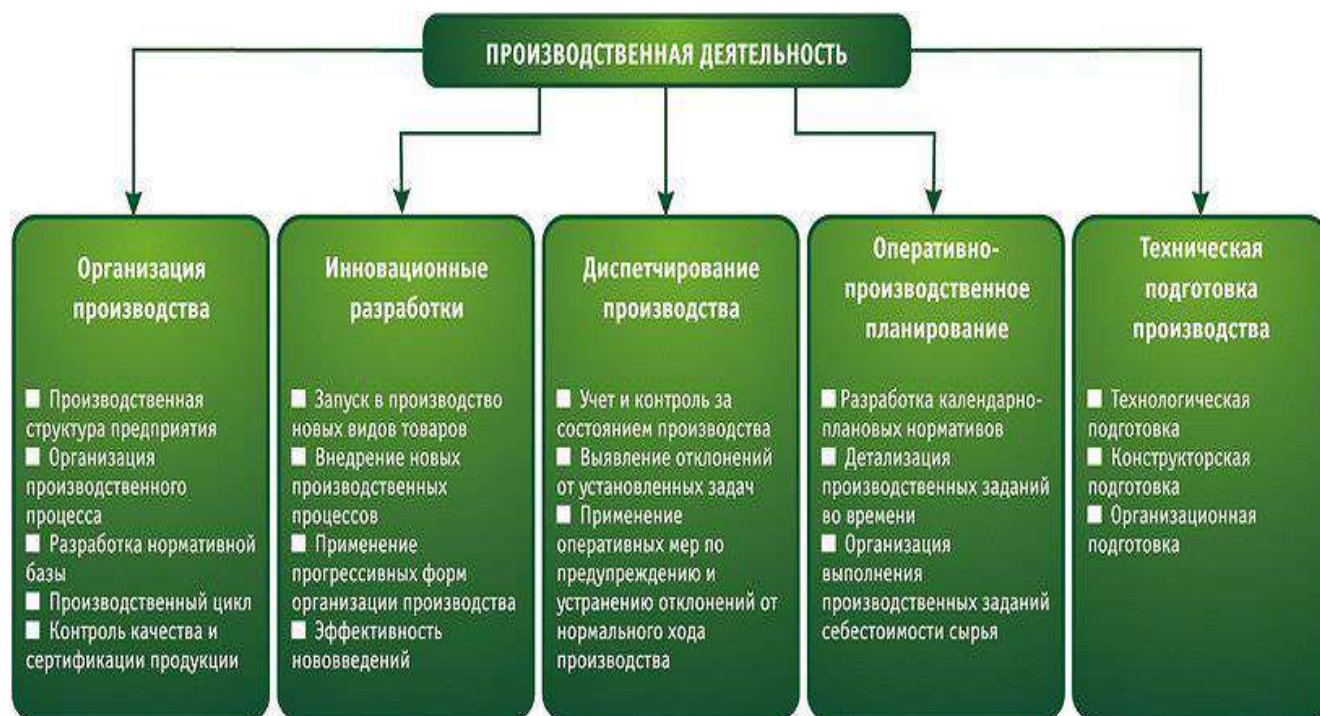 ПРОИЗВОДСТВЕННАЯ ДЕЯТЕЛЬНОСТЬ
Организация
производства
■ Производственная
структура предприятия
■ Организация
производственного
процесса
■ Разработка нормативной
базы
■ Производственный цикл
■ Контроль качества и
сертификации продукции
Инновационные
разработки
■ Запуск в производство
новых видов товаров
■ Внедрение новых
производственных
процессов
■ Применение
прогрессивных форм
организации производства
■ Эффективность
нововведений
Диспетчирование
производства
■ Учет и контроль за
состоянием производства
■ Выявление отклонений
от установленных задач
■ Применение
оперативных мер по
предупреждению и
устранению отклонений от
нормального хода
производства
Оперативно-
производственное
планирование
■ Разработка календарно-
плановых нормативов
■ Детализация
производственных заданий
во времени
■ Организация
выполнения
производственных заданий
себестоимости сырья
Техническая
подготовка
производства
■ Технологическая
подготовка
■ Конструкторская
подготовка
■ Организационная
подготовка